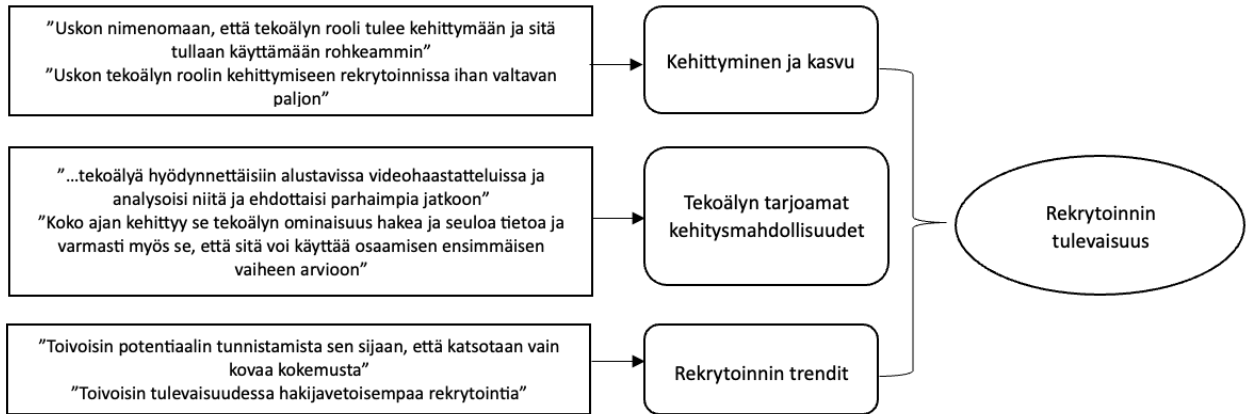 ”Uskon nimenomaan, että tekoälyn rooli tulee kehittymään ja sitä
tullaan käyttämään rohkeammin”
”Uskon tekoälyn roolin kehittymiseen rekrytoinnissa ihan valtavan
paljon”
Kehittyminen ja kasvu
”…tekoälyä hyödynnettäisiin alustavissa videohaastatteluissa ja
analysoisi niitä ja ehdottaisi parhaimpia jatkoon”
”Koko ajan kehittyy se tekoälyn ominaisuus hakea ja seuloa tietoa ja
varmasti myös se, että sitä voi käyttää osaamisen ensimmäisen
vaiheen arvioon”
Tekoälyn tarjoamat
kehitysmahdollisuudet
”Toivoisin potentiaalin tunnistamista sen sijaan, että katsotaan vain
kovaa kokemusta”
”Toivoisin tulevaisuudessa hakijavetoisempaa rekrytointia”
Rekrytoinnin trendit
Rekrytoinnin
tulevaisuus